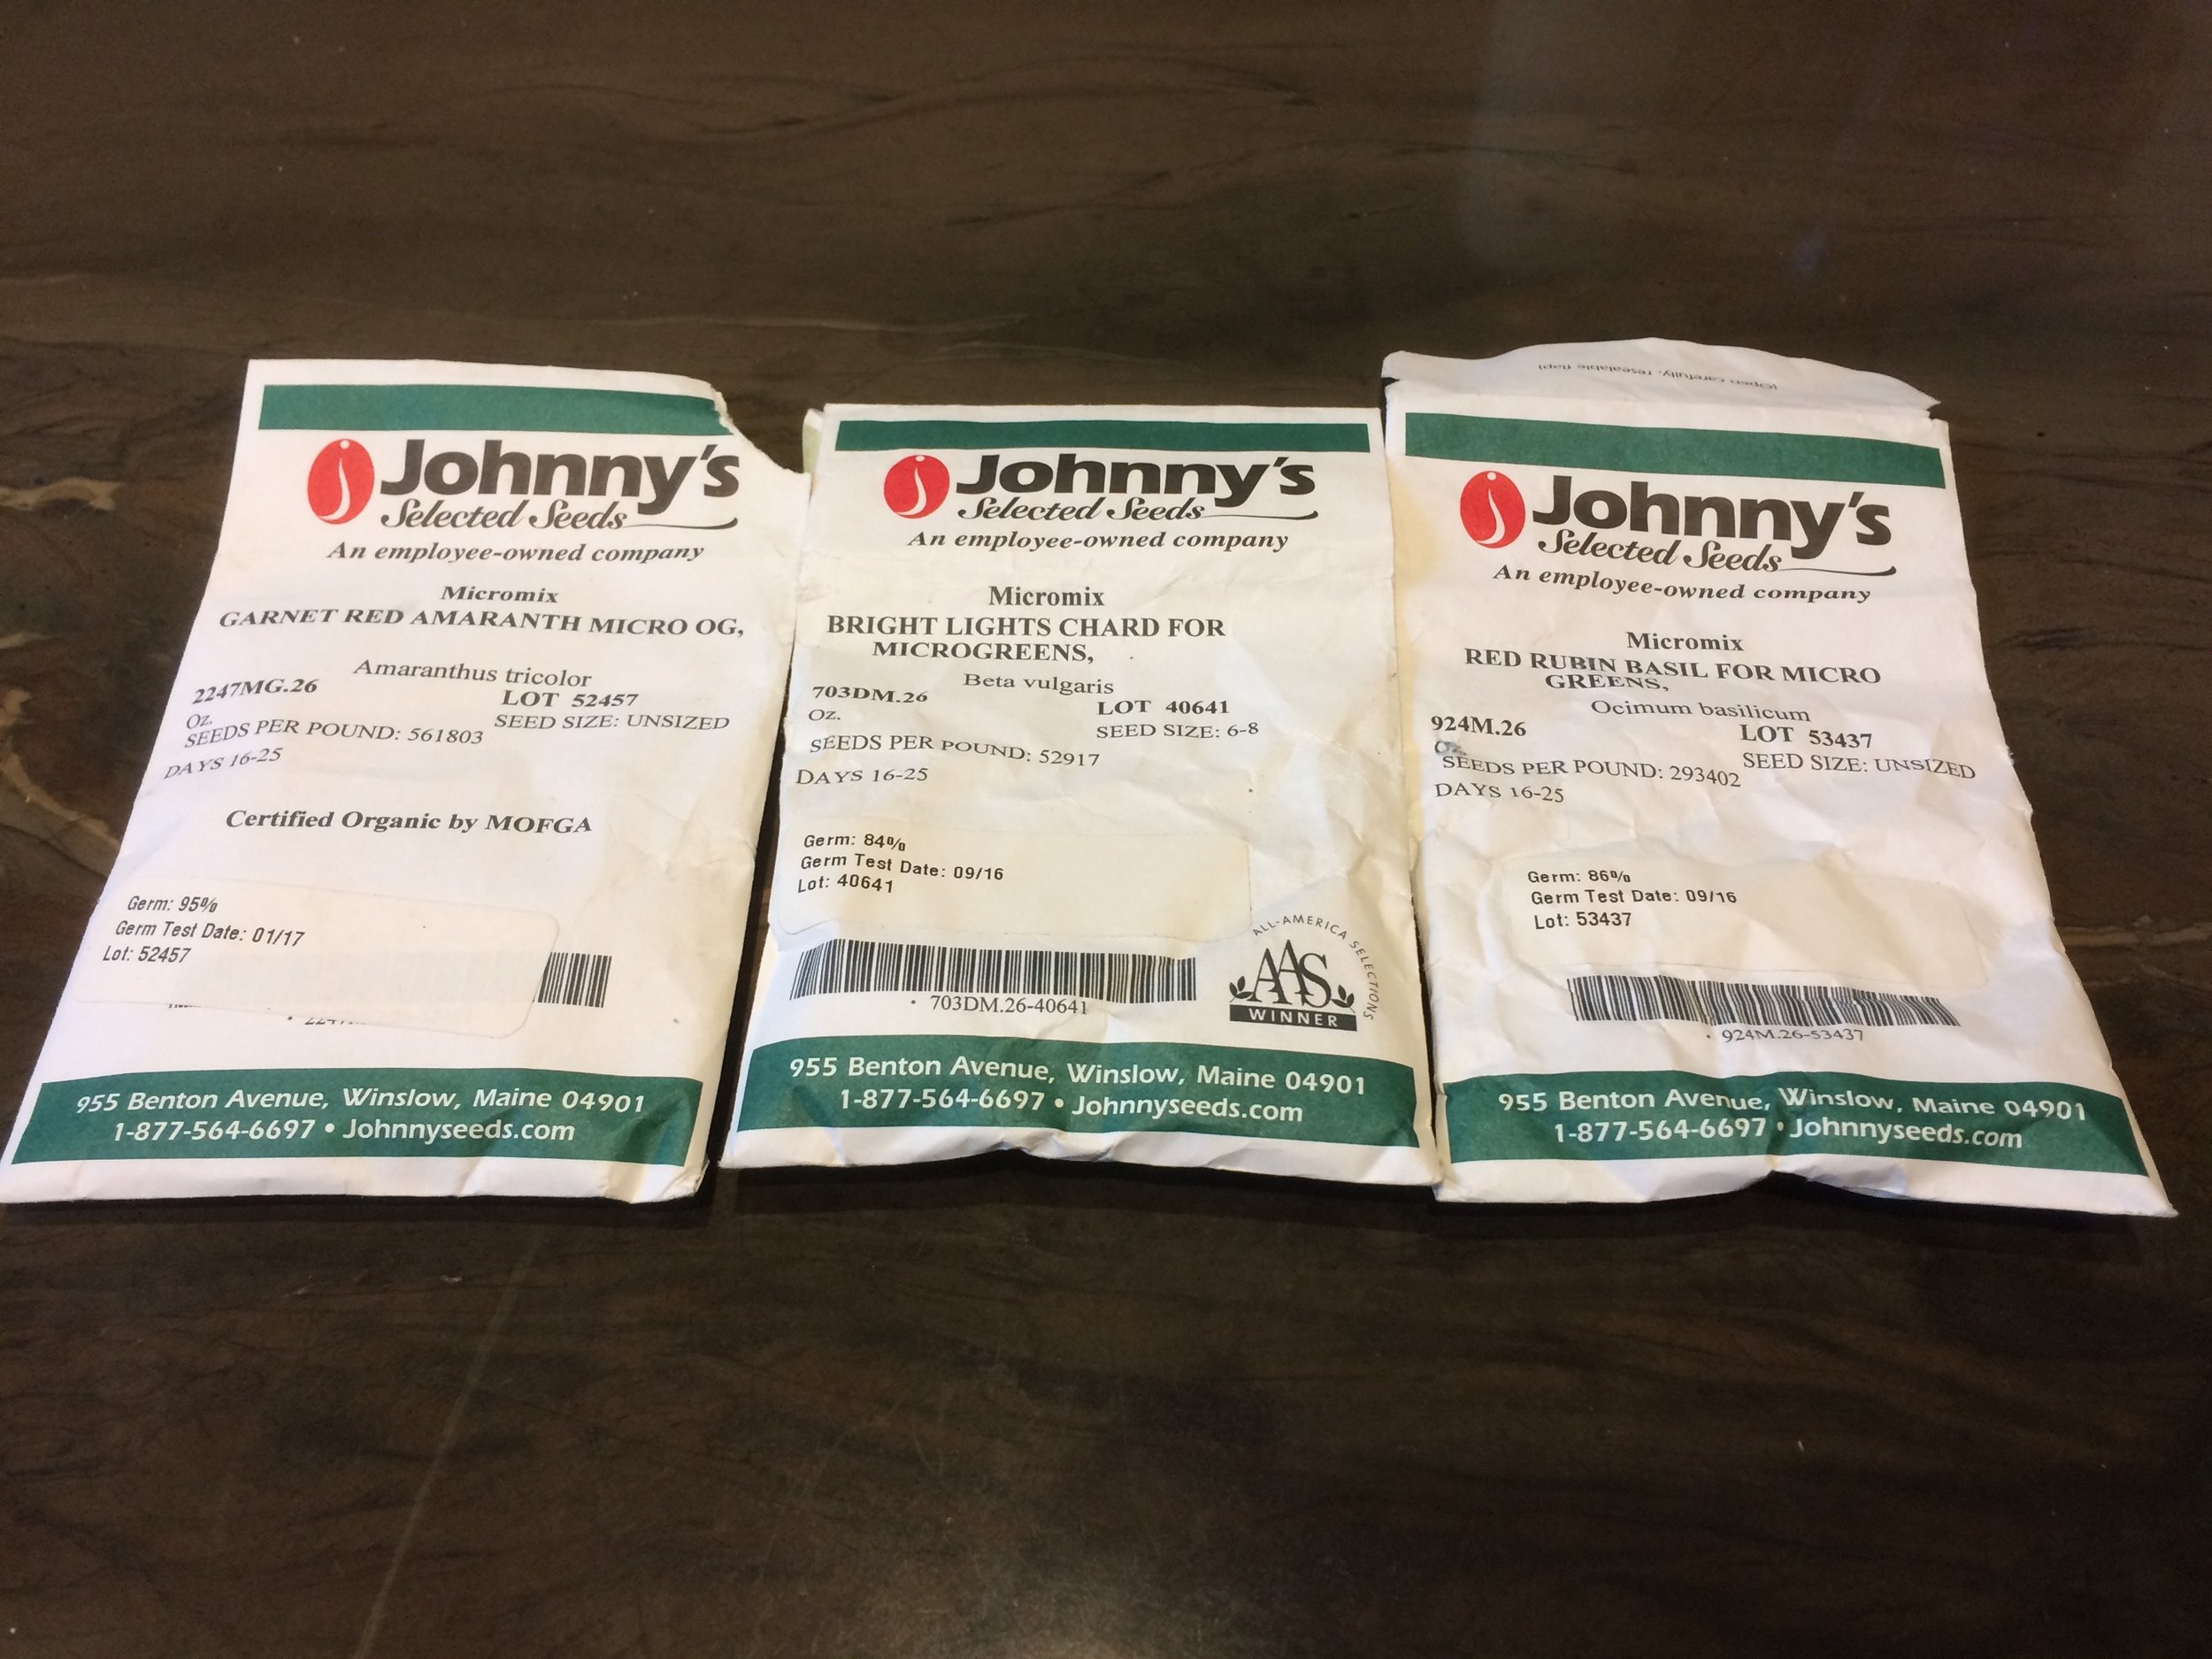 Johnny's
Selected Seeds
An employee-owned company
Micromix
GARNET RED AMARANTH MICRO OG,
Amaranthus tricolor
2247MG.26
LOT 52457
Oz.
SEED SIZE: UNSIZED
SEEDS PER POUND: 561803
DAYS 16-25
Certified Organic by MOFGA
Germ: 95%
Germ Test Date: 01/17
Lot: 52457
955 Benton Avenue, Winslow, Maine 04901
1-877-564-6697 • Johnnyseeds.com
Johnny's
Selected Seeds
An employee-owned company
Micromix
BRIGHT LIGHTS CHARD FOR
MICROGREENS,
Beta vulgaris
703DM.26
LOT 40641
Oz.
SEED SIZE: 6-8
SEEDS PER POUND: 52917
DAYS 16-25
Germ: 84%
Germ Test Date: 09/16
Lot: 40641
ALL-AMERICA SELECTIONS
AAS
WINNER
703DM.26-40641
955 Benton Avenue, Winslow, Maine 04901
1-877-564-6697 • Johnnyseeds.com
(Open carefully, resealable flap)
Johnny's
Selected Seeds
An employee-owned company
Micromix
RED RUBIN BASIL FOR MICRO
GREENS,
Ocimum basilicum
924M.26
LOT 53437
Oz.
SEED SIZE: UNSIZED
SEEDS PER POUND: 293402
DAYS 16-25
Germ: 86%
Germ Test Date: 09/16
Lot: 53437
924M.26-53437
955 Benton Avenue, Winslow, Maine 04901
1-877-564-6697 • Johnnyseeds.com